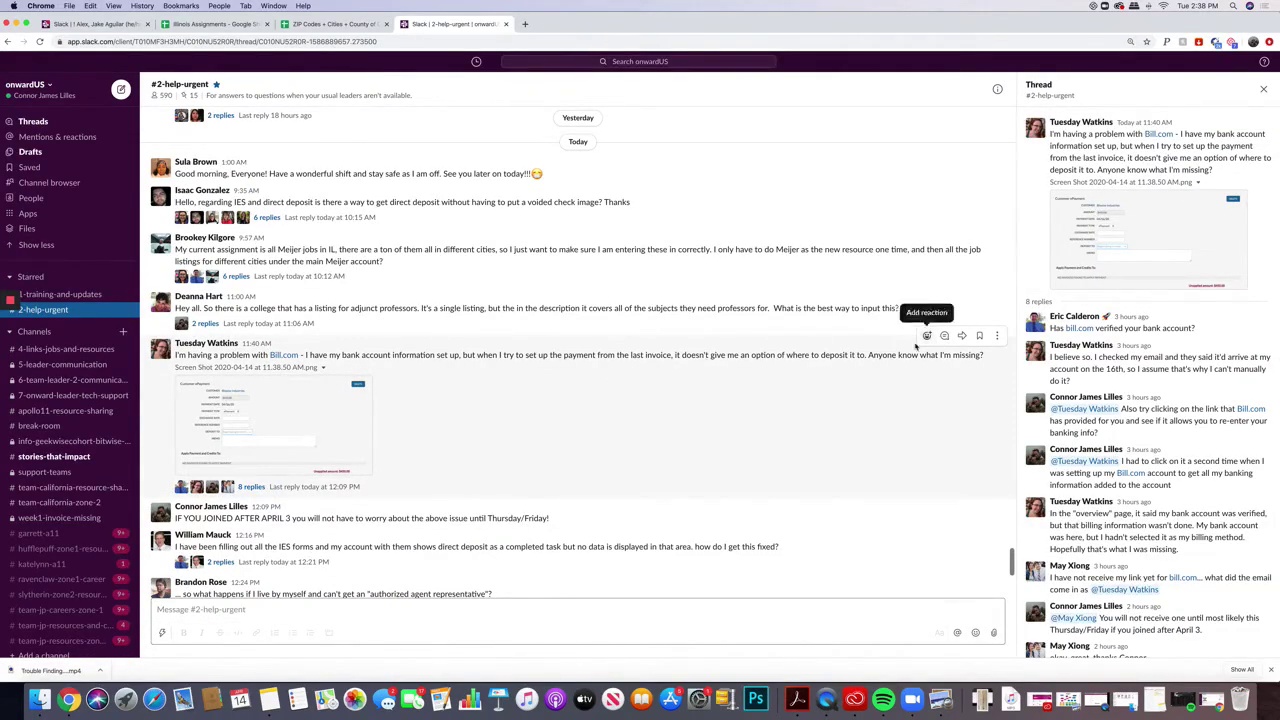 Chrome File Edit View History Bookmarks People Tab Window Help
Tue 2:38 PM
Slack | ! Alex, Jake Aguilar (he/h
Illinois Assignments - Google Sh
ZIP Codes + Cities + County of
Slack | 2-help-urgent | onwardUS
app.slack.com/client/T010MF3H3MH/C010NU52R0R/thread/C010NU52R0R-1586889657.273500
Search onwardUS
onwardUS
Connor James Lilles
Threads
Mentions & reactions
Drafts
Saved
Channel browser
People
Apps
Files
Show less
Starred
1-training-and-updates
2-help-urgent
Channels
# 4-links-jobs-and-resources
5-leader-communication
# 6-team-leader-2-communica...
7-onward-leader-tech-support
# apollo11-resource-sharing
# break-room
info-geekwisecohort-bitwise-...
# stories-that-impact
support-teams
# team-california-resource-sha...
# team-california-zone-2
week1-invoice-missing
# garrett-a11 9+
# hufflepuff-zone1-resou... 9+
# katelynn-a11 1
# ravenclaw-zone1-career 9+
# slytherin-zone2-resour... 9+
# team-jp-careers-zone-1 9+
# team-jp-resources-and-c... 4
# team-jp-resources-zon... 9+
Add a channel
#2-help-urgent
590 15 For answers to questions when your usual leaders aren't available.
2 replies Last reply 18 hours ago
Yesterday
Today
Sula Brown 1:00 AM
Good morning, Everyone! Have a wonderful shift and stay safe as I am off. See you later on today!!!
Isaac Gonzalez 9:35 AM
Hello, regarding IES and direct deposit is there a way to get direct deposit without having to put a voided check image? Thanks
6 replies Last reply today at 10:15 AM
Brookey Kilgore 9:57 AM
My current assignment is all Meijer jobs in IL, there are a ton of them all in different cities, so I just want to make sure I am entering these in correctly. I only have to do Meijer as the new resource one time, and then all the job
listings for different cities under the main Meijer account?
6 replies Last reply today at 10:12 AM
Deanna Hart 11:00 AM
Hey all. So there is a college that has a listing for adjunct professors. It's a single listing, but the in the description it covers all of the subjects they need professors for. What is the best way to input this?
Add reaction
2 replies Last reply today at 11:06 AM
Tuesday Watkins 11:40 AM
I'm having a problem with Bill.com - I have my bank account information set up, but when I try to set up the payment from the last invoice, it doesn't give me an option of where to deposit it to. Anyone know what I'm missing?
Screen Shot 2020-04-14 at 11.38.50 AM.png
Customer ePayment
8 replies Last reply today at 12:09 PM
Connor James Lilles 12:09 PM
IF YOU JOINED AFTER APRIL 3 you will not have to worry about the above issue until Thursday/Friday!
William Mauck 12:16 PM
I have been filling out all the IES forms and my account with them shows direct deposit as a completed task but no data is displayed in that area. how do I get this fixed?
2 replies Last reply today at 12:21 PM
Brandon Rose 12:24 PM
... so what happens if I live by myself and can't get an "authorized agent representative"?
Message #2-help-urgent
Thread
#2-help-urgent
Tuesday Watkins Today at 11:40 AM
I'm having a problem with Bill.com - I have my bank account
information set up, but when I try to set up the payment
from the last invoice, it doesn't give me an option of where to
deposit it to. Anyone know what I'm missing?
Screen Shot 2020-04-14 at 11.38.50 AM.png
Customer ePayment
8 replies
Eric Calderon 3 hours ago
Has bill.com verified your bank account?
Tuesday Watkins 3 hours ago
I believe so. I checked my email and they said it'd arrive at my
account on the 16th, so I assume that's why I can't manually
do it?
Connor James Lilles 3 hours ago
@Tuesday Watkins Also try clicking on the link that Bill.com
has provided for you and see if it allows you to re-enter your
banking info?
Connor James Lilles 3 hours ago
@Tuesday Watkins I had to click on it a second time when I
was setting up my Bill.com account to get all my banking
information added to the account
Tuesday Watkins 3 hours ago
In the "overview" page, it said my bank account was verified,
but that billing information wasn't done. My bank account
was here, but I hadn't selected it as my billing method.
Hopefully that's what I was missing.
May Xiong 3 hours ago
I have not receive my link yet for bill.com... what did the email
come in as @Tuesday Watkins
Connor James Lilles 2 hours ago
@May Xiong You will not receive one until most likely this
Thursday/Friday if you joined after April 3.
May Xiong 2 hours ago
okay, great, thanks Connor
Trouble Finding....mp4
Show All